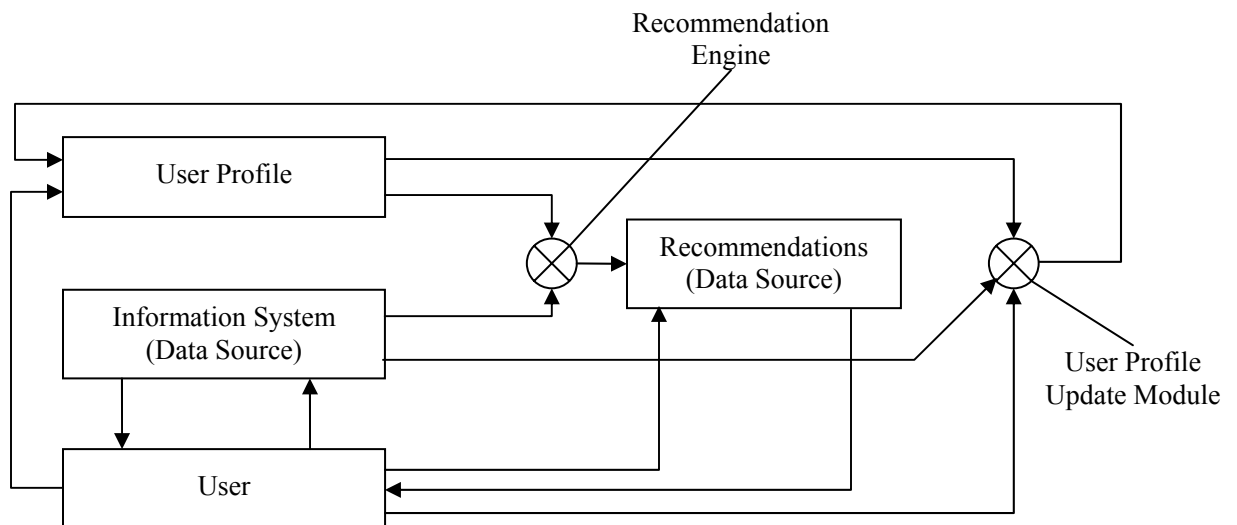 Recommendation
Engine
User Profile
Recommendations
(Data Source)
Information System
(Data Source)
User Profile
Update Module
User